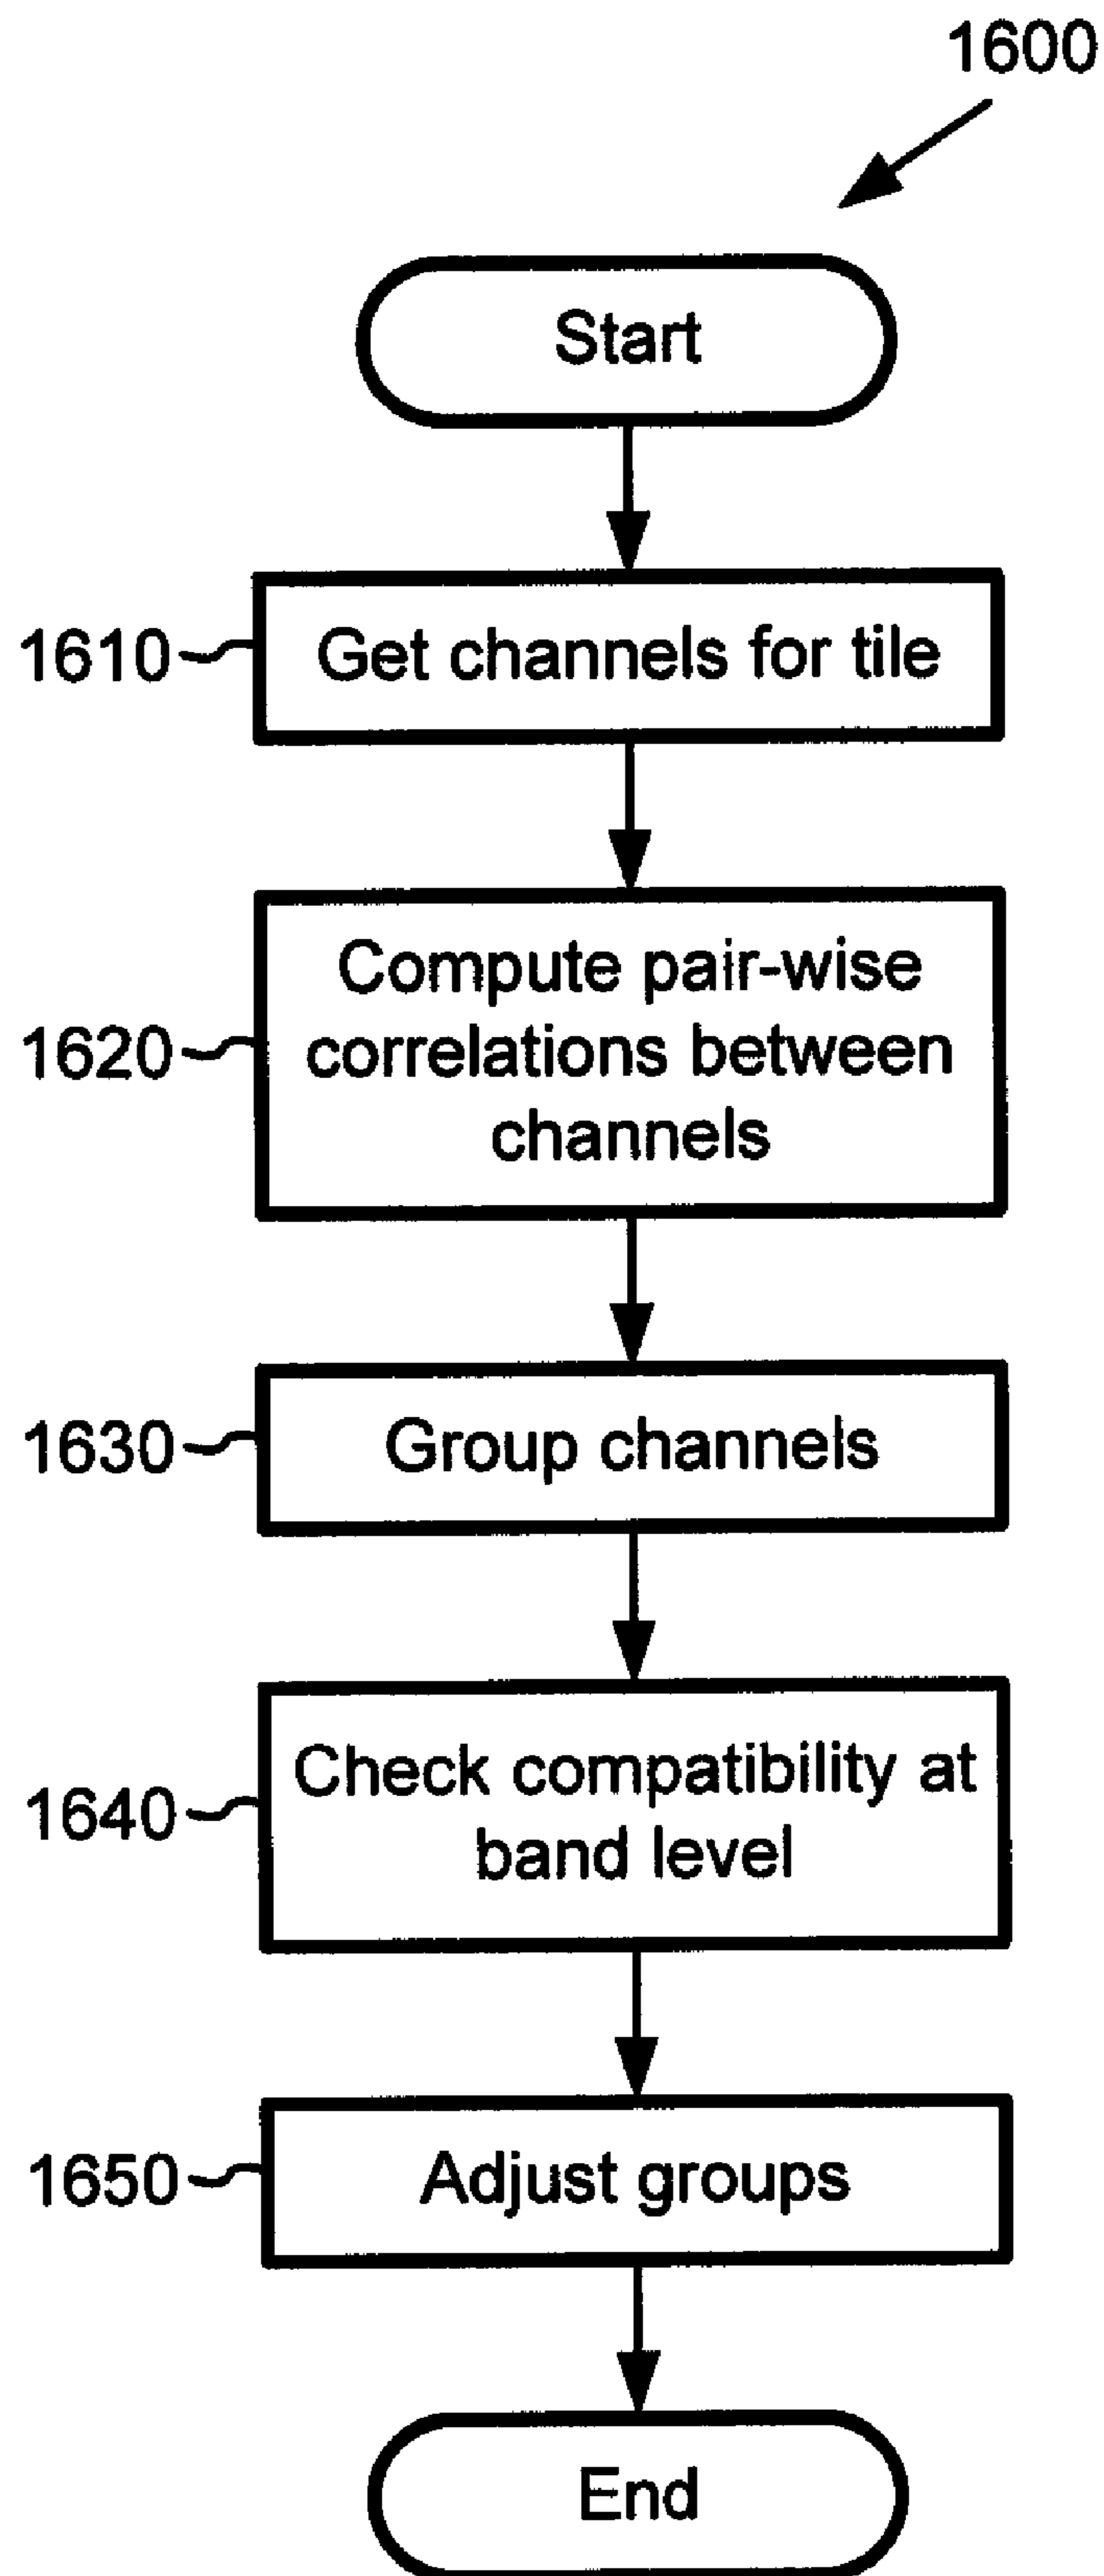 1600
Start
1610
Get channels for tile
1620
Compute pair-wise
correlations between
channels
1630
Group channels
1640
Check compatibility at
band level
1650
Adjust groups
End